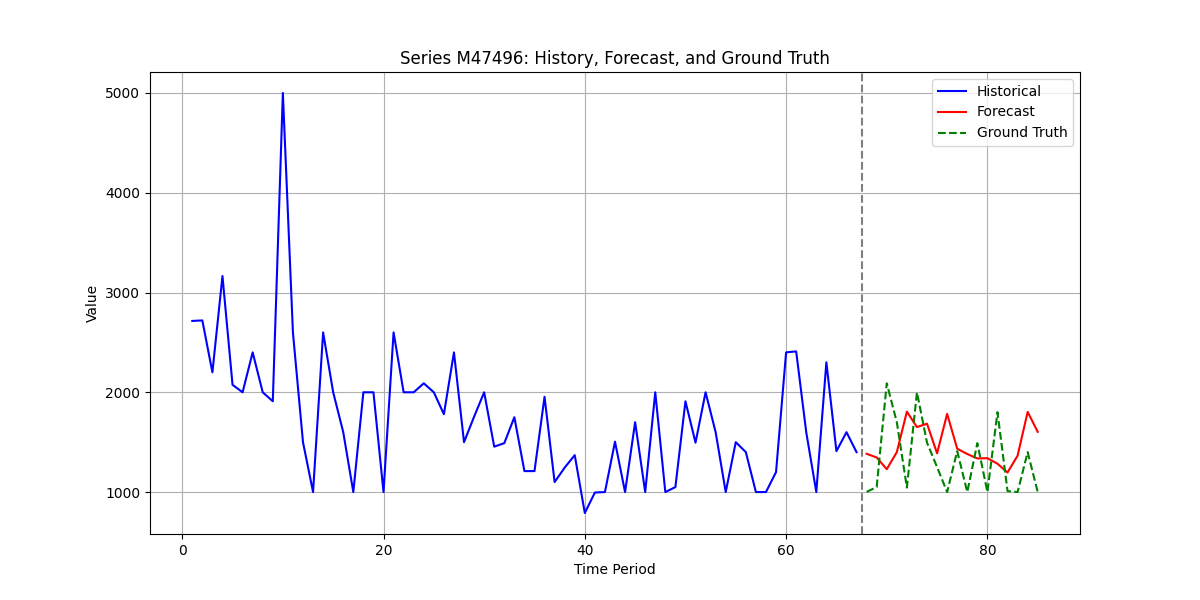 Series M47496: History, Forecast, and Ground Truth
Historical
Forecast
Ground Truth
5000
4000
3000
2000
1000
Value
0
20
40
60
80
Time Period